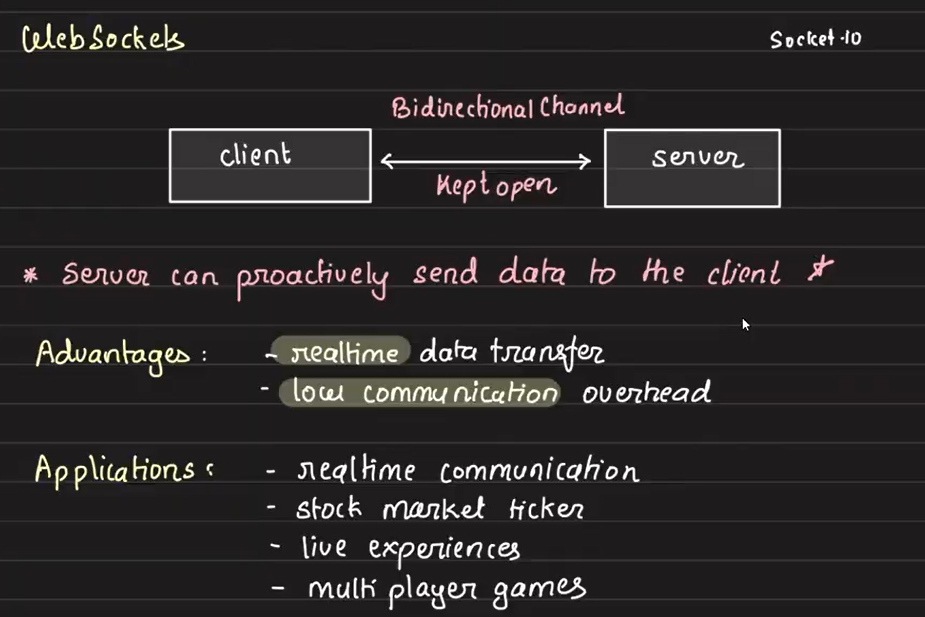 WebSockets
Socket.IO
Bidirectional Channel
client
server
Kept open
* Server can proactively send data to the client *
Advantages: - realtime data transfer
- low communication overhead
Applications: - realtime communication
- stock market ticker
- live experiences
- multi player games